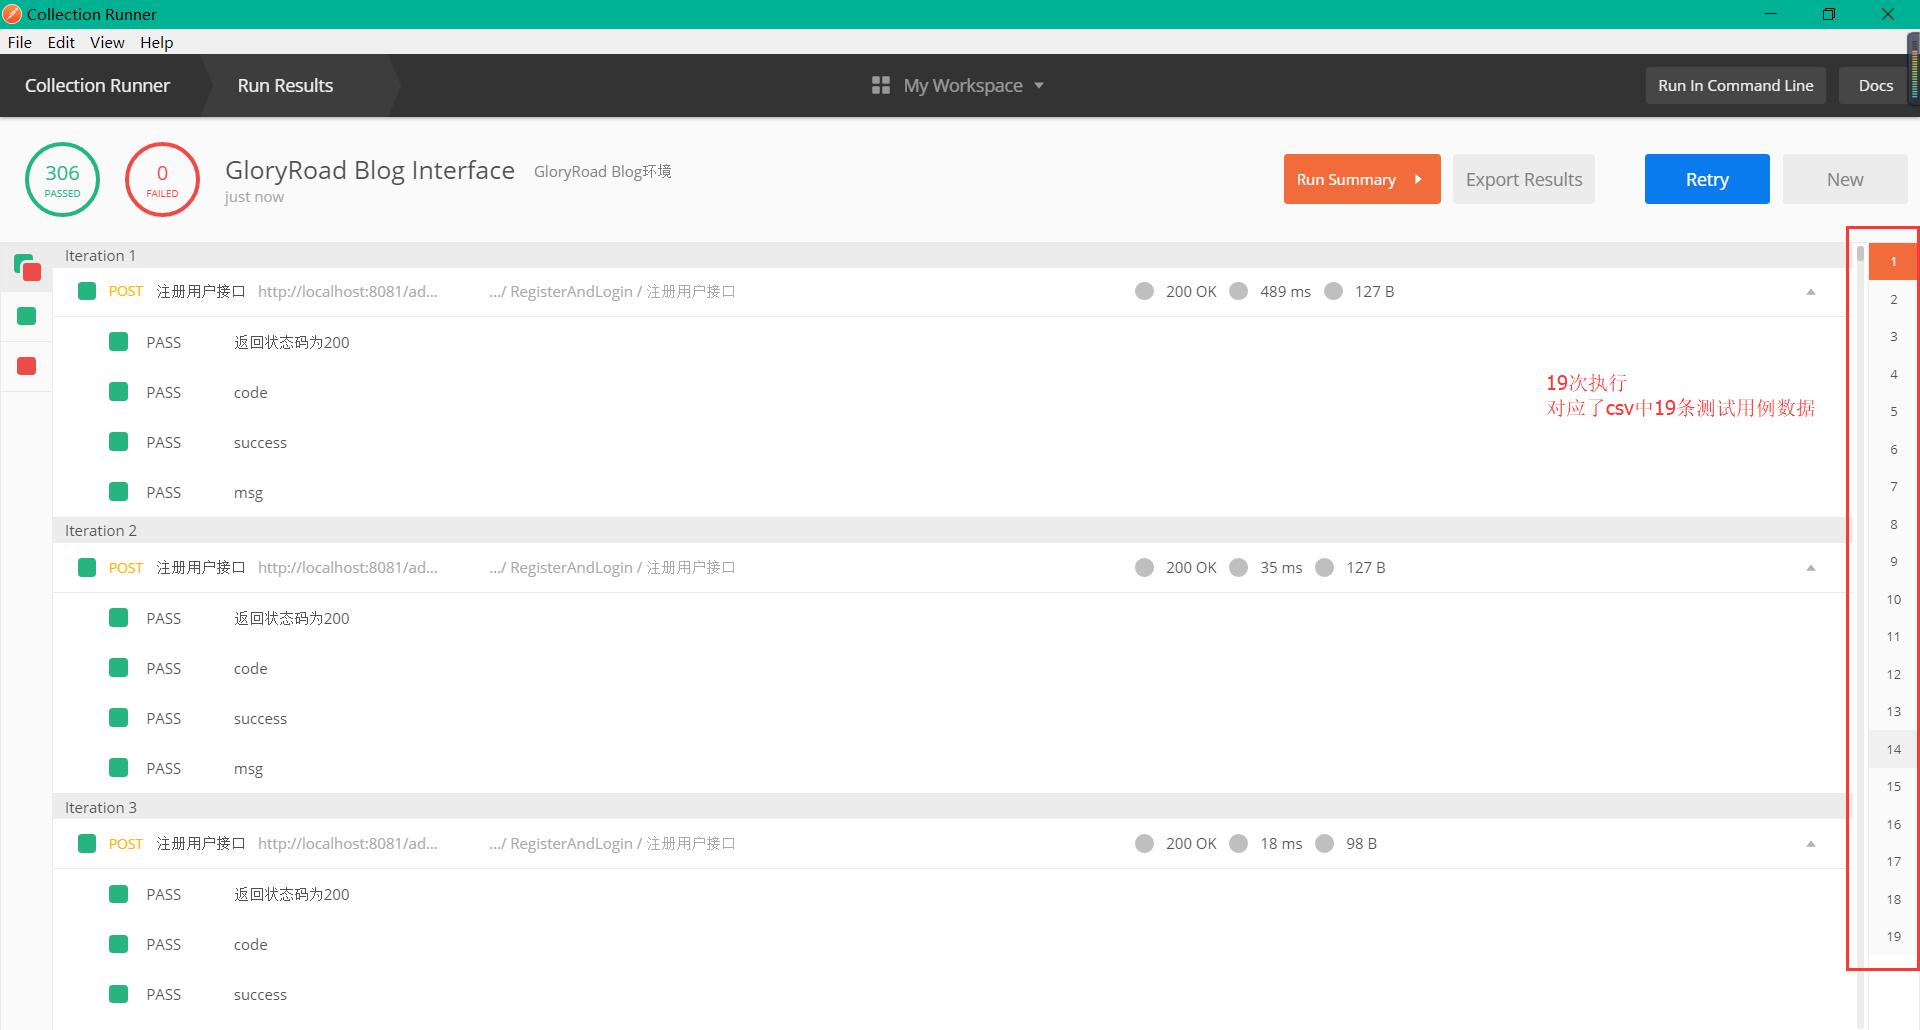 Collection Runner
File Edit View Help
Collection Runner Run Results My Workspace Run In Command Line Docs
306 PASSED
0 FAILED
GloryRoad Blog Interface GloryRoad Blog环境
just now
Run Summary Export Results Retry New
Iteration 1
POST 注册用户接口 http://localhost:8081/ad... .../ RegisterAndLogin / 注册用户接口 200 OK 489 ms 127 B
PASS 返回状态码为200
PASS code
PASS success
PASS msg
Iteration 2
POST 注册用户接口 http://localhost:8081/ad... .../ RegisterAndLogin / 注册用户接口 200 OK 35 ms 127 B
PASS 返回状态码为200
PASS code
PASS success
PASS msg
Iteration 3
POST 注册用户接口 http://localhost:8081/ad... .../ RegisterAndLogin / 注册用户接口 200 OK 18 ms 98 B
PASS 返回状态码为200
PASS code
PASS success
19次执行
对应了csv中19条测试用例数据
1
2
3
4
5
6
7
8
9
10
11
12
13
14
15
16
17
18
19